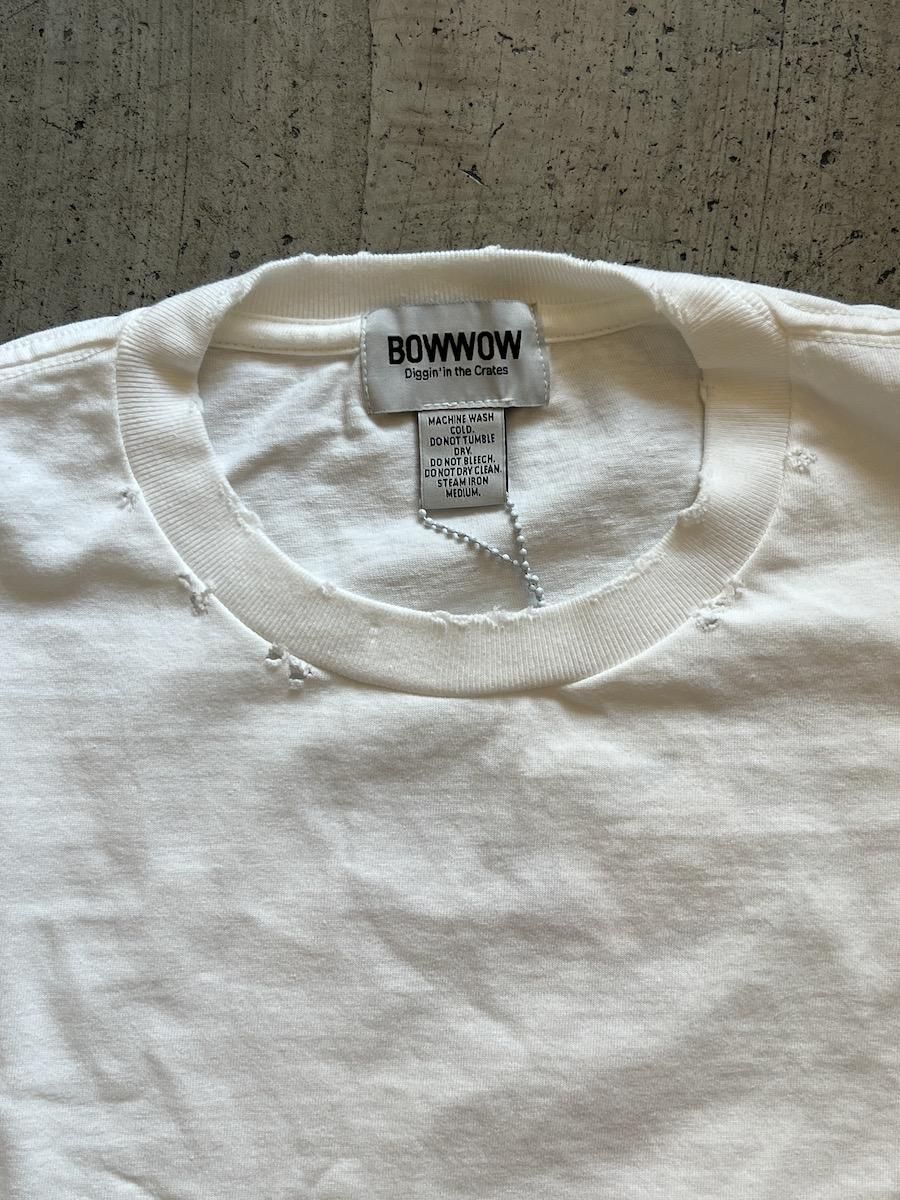 BOWWOW
Diggin' in the Crates
MACHINE WASH
COLD.
DO NOT TUMBLE
DRY.
DO NOT BLEECH.
DO NOT DRY CLEAN.
STEAM IRON
MEDIUM.